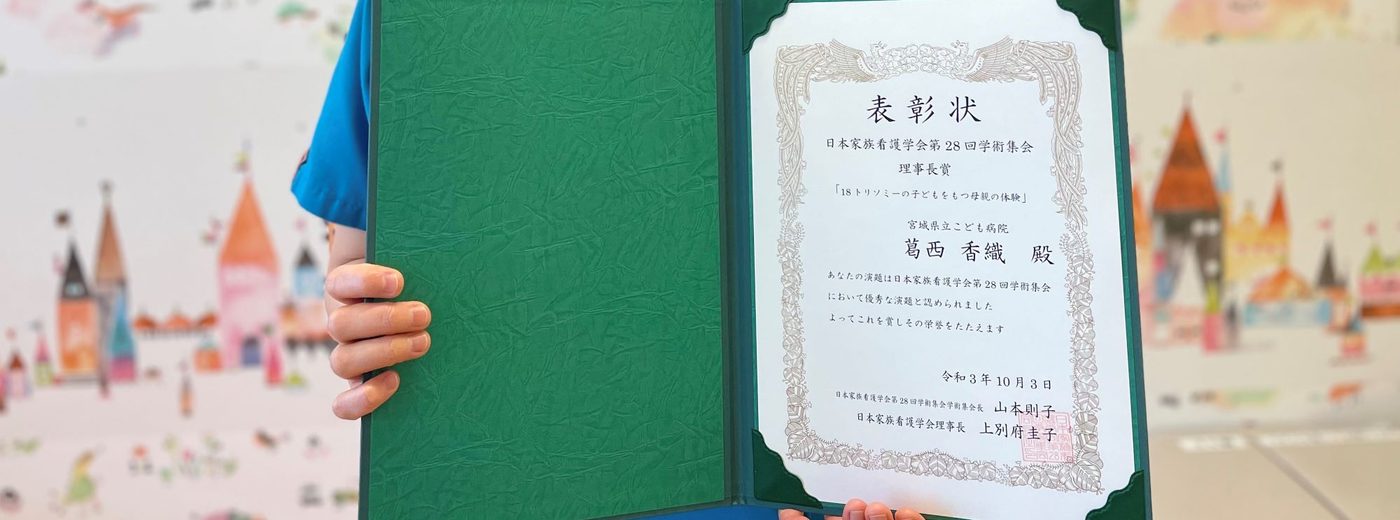 表彰状
日本家族看護学会第28回学術集会
理事長賞
「18トリソミーの子どもをもつ母親の体験」
宮城県立こども病院
葛西 香織 殿
あなたの演題は日本家族看護学会第28回学術集会
において優秀な演題と認められました
よってこれを賞しその栄誉をたたえます
令和3年10月3日
日本家族看護学会第28回学術集会学術集会長 山本則子
日本家族看護学会理事長 上別府圭子